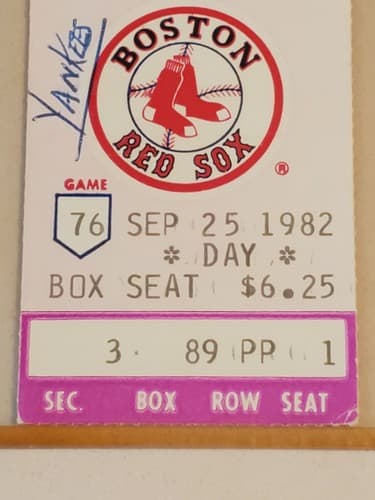 YANKEES
BOSTON
RED SOX
®
GAME
76 SEP 25 1982
* DAY *
BOX SEAT $6.25
3 89 PR 1
SEC. BOX ROW SEAT